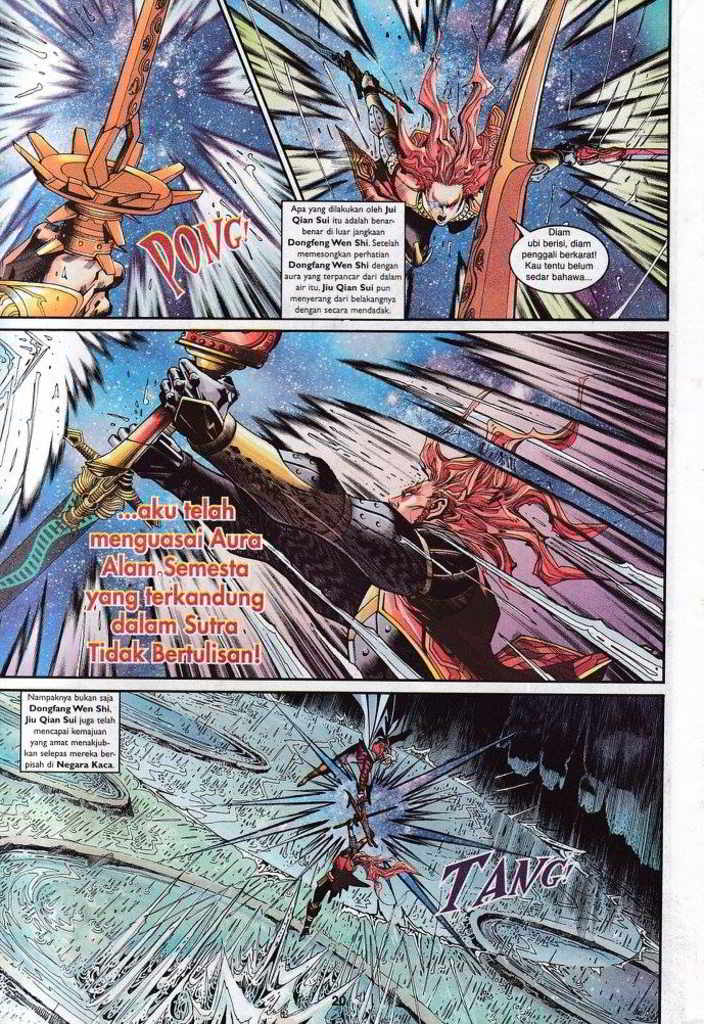 PONG!
Apa yang dilakukan oleh Jui
Qian Sui itu adalah benar-
benar di luar jangkaan
Dongfeng Wen Shi. Setelah
memesongkan perhatian
Dongfang Wen Shi dengan
aura yang terpancar dari dalam
air itu, Jiu Qian Sui pun
menyerang dari belakangnya
dengan secara mendadak.
Diam
ubi berisi, diam
penggali berkarat!
Kau tentu belum
sedar bahawa...
...aku telah
menguasai Aura
Alam Semesta
yang terkandung
dalam Sutra
Tidak Bertulisan!
Nampaknya bukan saja
Dongfang Wen Shi,
Jiu Qian Sui juga telah
mencapai kemajuan
yang amat menakjub-
kan selepas mereka ber-
pisah di Negara Kaca.
TANG!
20